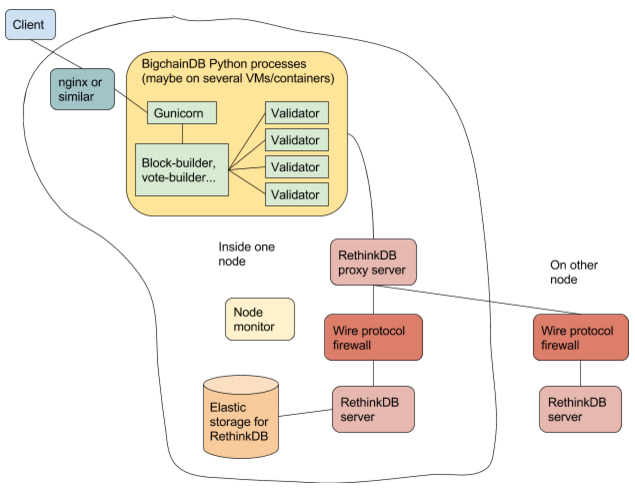 Client
nginx or
similar
BigchainDB Python processes
(maybe on several VMs/containers)
Gunicorn
Block-builder,
vote-builder...
Validator
Validator
Validator
Validator
Inside one
node
RethinkDB
proxy server
On other
node
Node
monitor
Wire protocol
firewall
Wire protocol
firewall
Elastic
storage for
RethinkDB
RethinkDB
server
RethinkDB
server